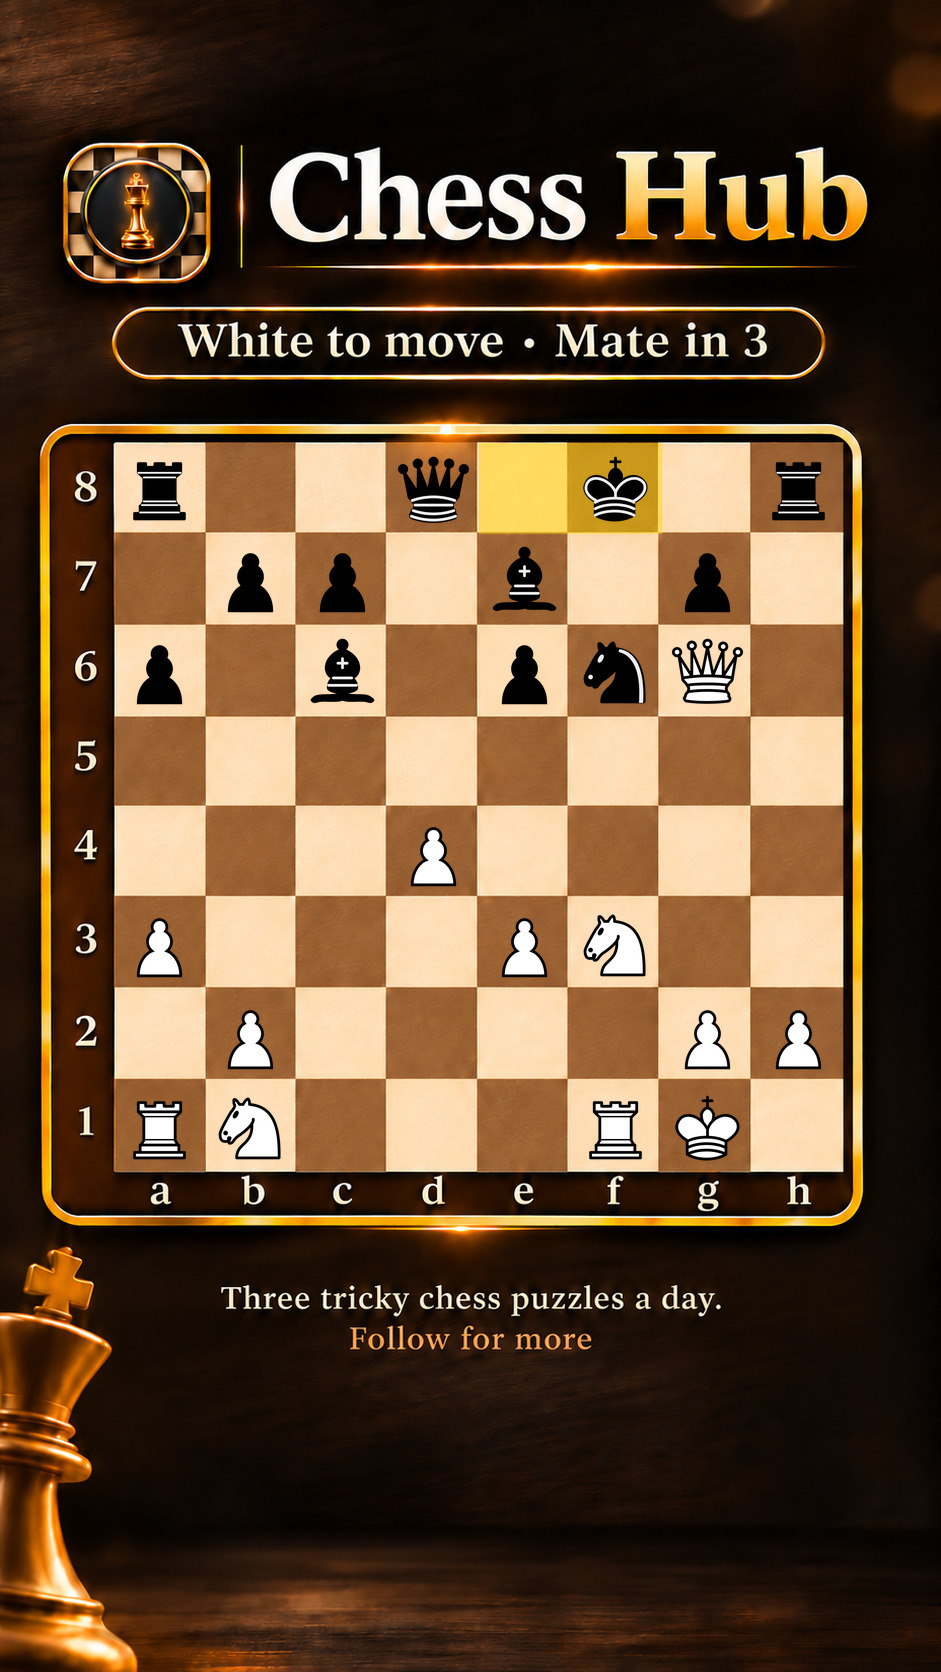 Chess Hub
White to move • Mate in 3
8
7
6
5
4
3
2
1
a b c d e f g h
Three tricky chess puzzles a day.
Follow for more